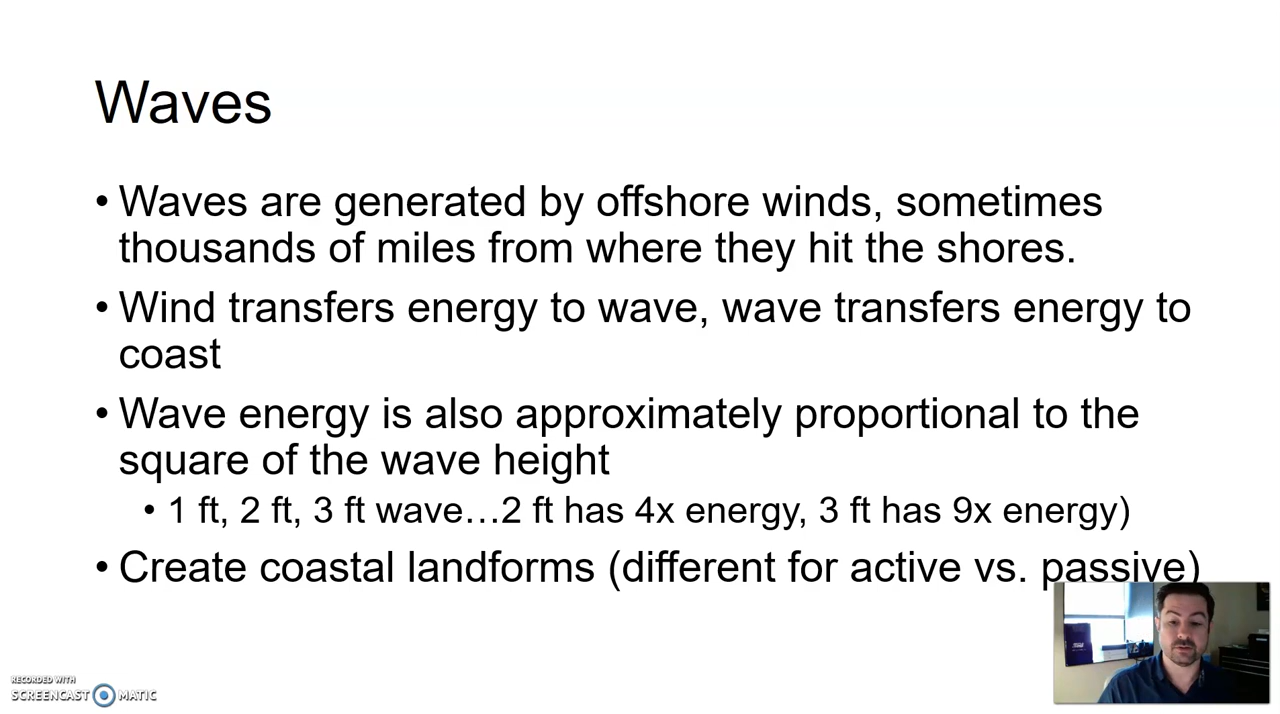 Waves
• Waves are generated by offshore winds, sometimes
thousands of miles from where they hit the shores.
• Wind transfers energy to wave, wave transfers energy to
coast
• Wave energy is also approximately proportional to the
square of the wave height
• 1 ft, 2 ft, 3 ft wave…2 ft has 4x energy, 3 ft has 9x energy)
• Create coastal landforms (different for active vs. passive)
RECORDED WITH
SCREENCAST MATIC